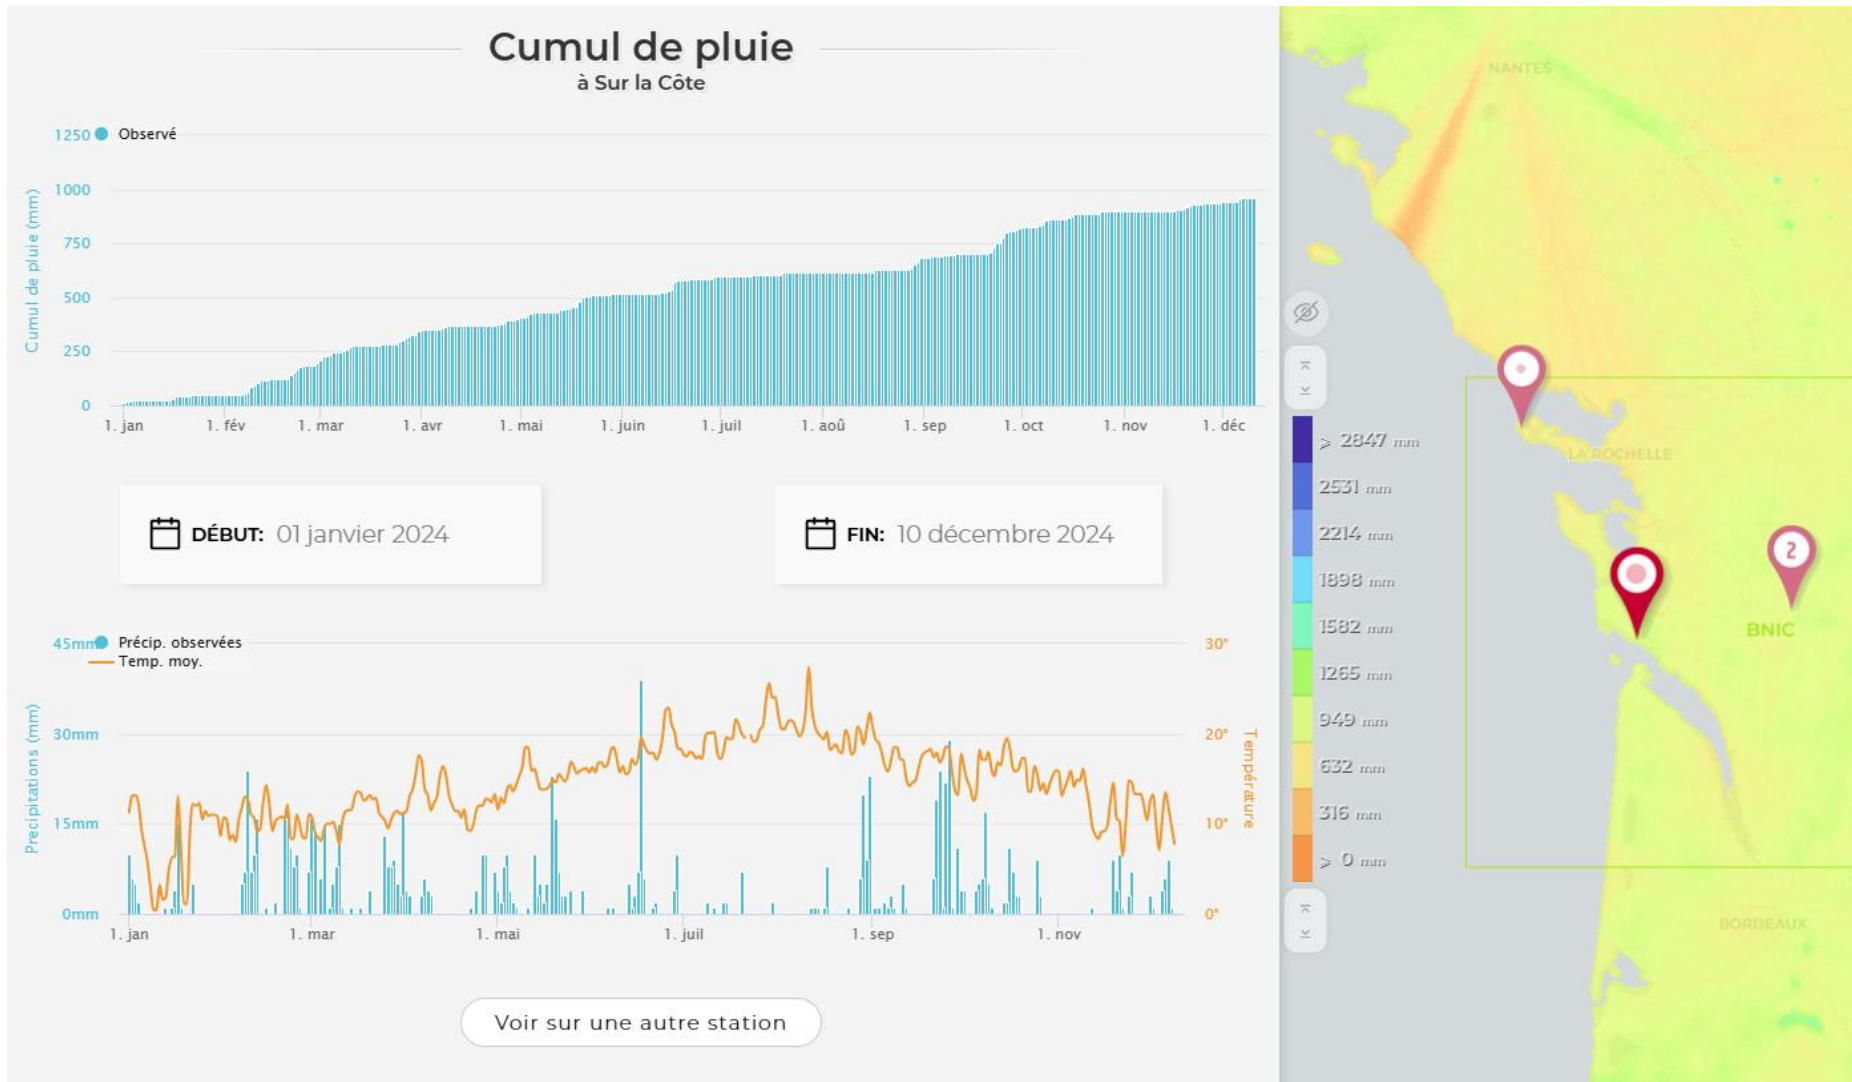 Cumul de pluie
à Sur la Côte
Observé
Cumul de pluie (mm)
1250
1000
750
500
250
0
1. jan
1. fév
1. mar
1. avr
1. mai
1. juin
1. juil
1. aoû
1. sep
1. oct
1. nov
1. déc
DÉBUT: 01 janvier 2024
FIN: 10 décembre 2024
Précip. observées
Temp. moy.
Precipitations (mm)
45mm
30mm
15mm
0mm
30°
20°
10°
0°
Température
1. jan
1. mar
1. mai
1. juil
1. sep
1. nov
Voir sur une autre station
NANTES
LA ROCHELLE
2
BNIC
BORDEAUX
⩾ 2847 mm
2531 mm
2214 mm
1898 mm
1582 mm
1265 mm
949 mm
632 mm
316 mm
⩾ 0 mm